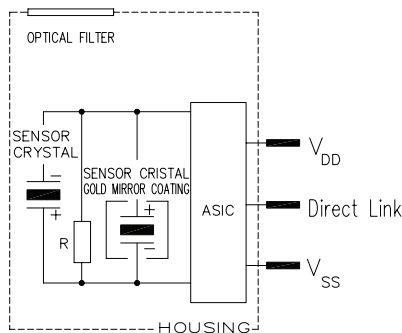 OPTICAL FILTER
SENSOR
CRYSTAL
SENSOR CRISTAL
GOLD MIRROR COATING
−
+
+
−
R
ASIC
VDD
Direct Link
VSS
HOUSING